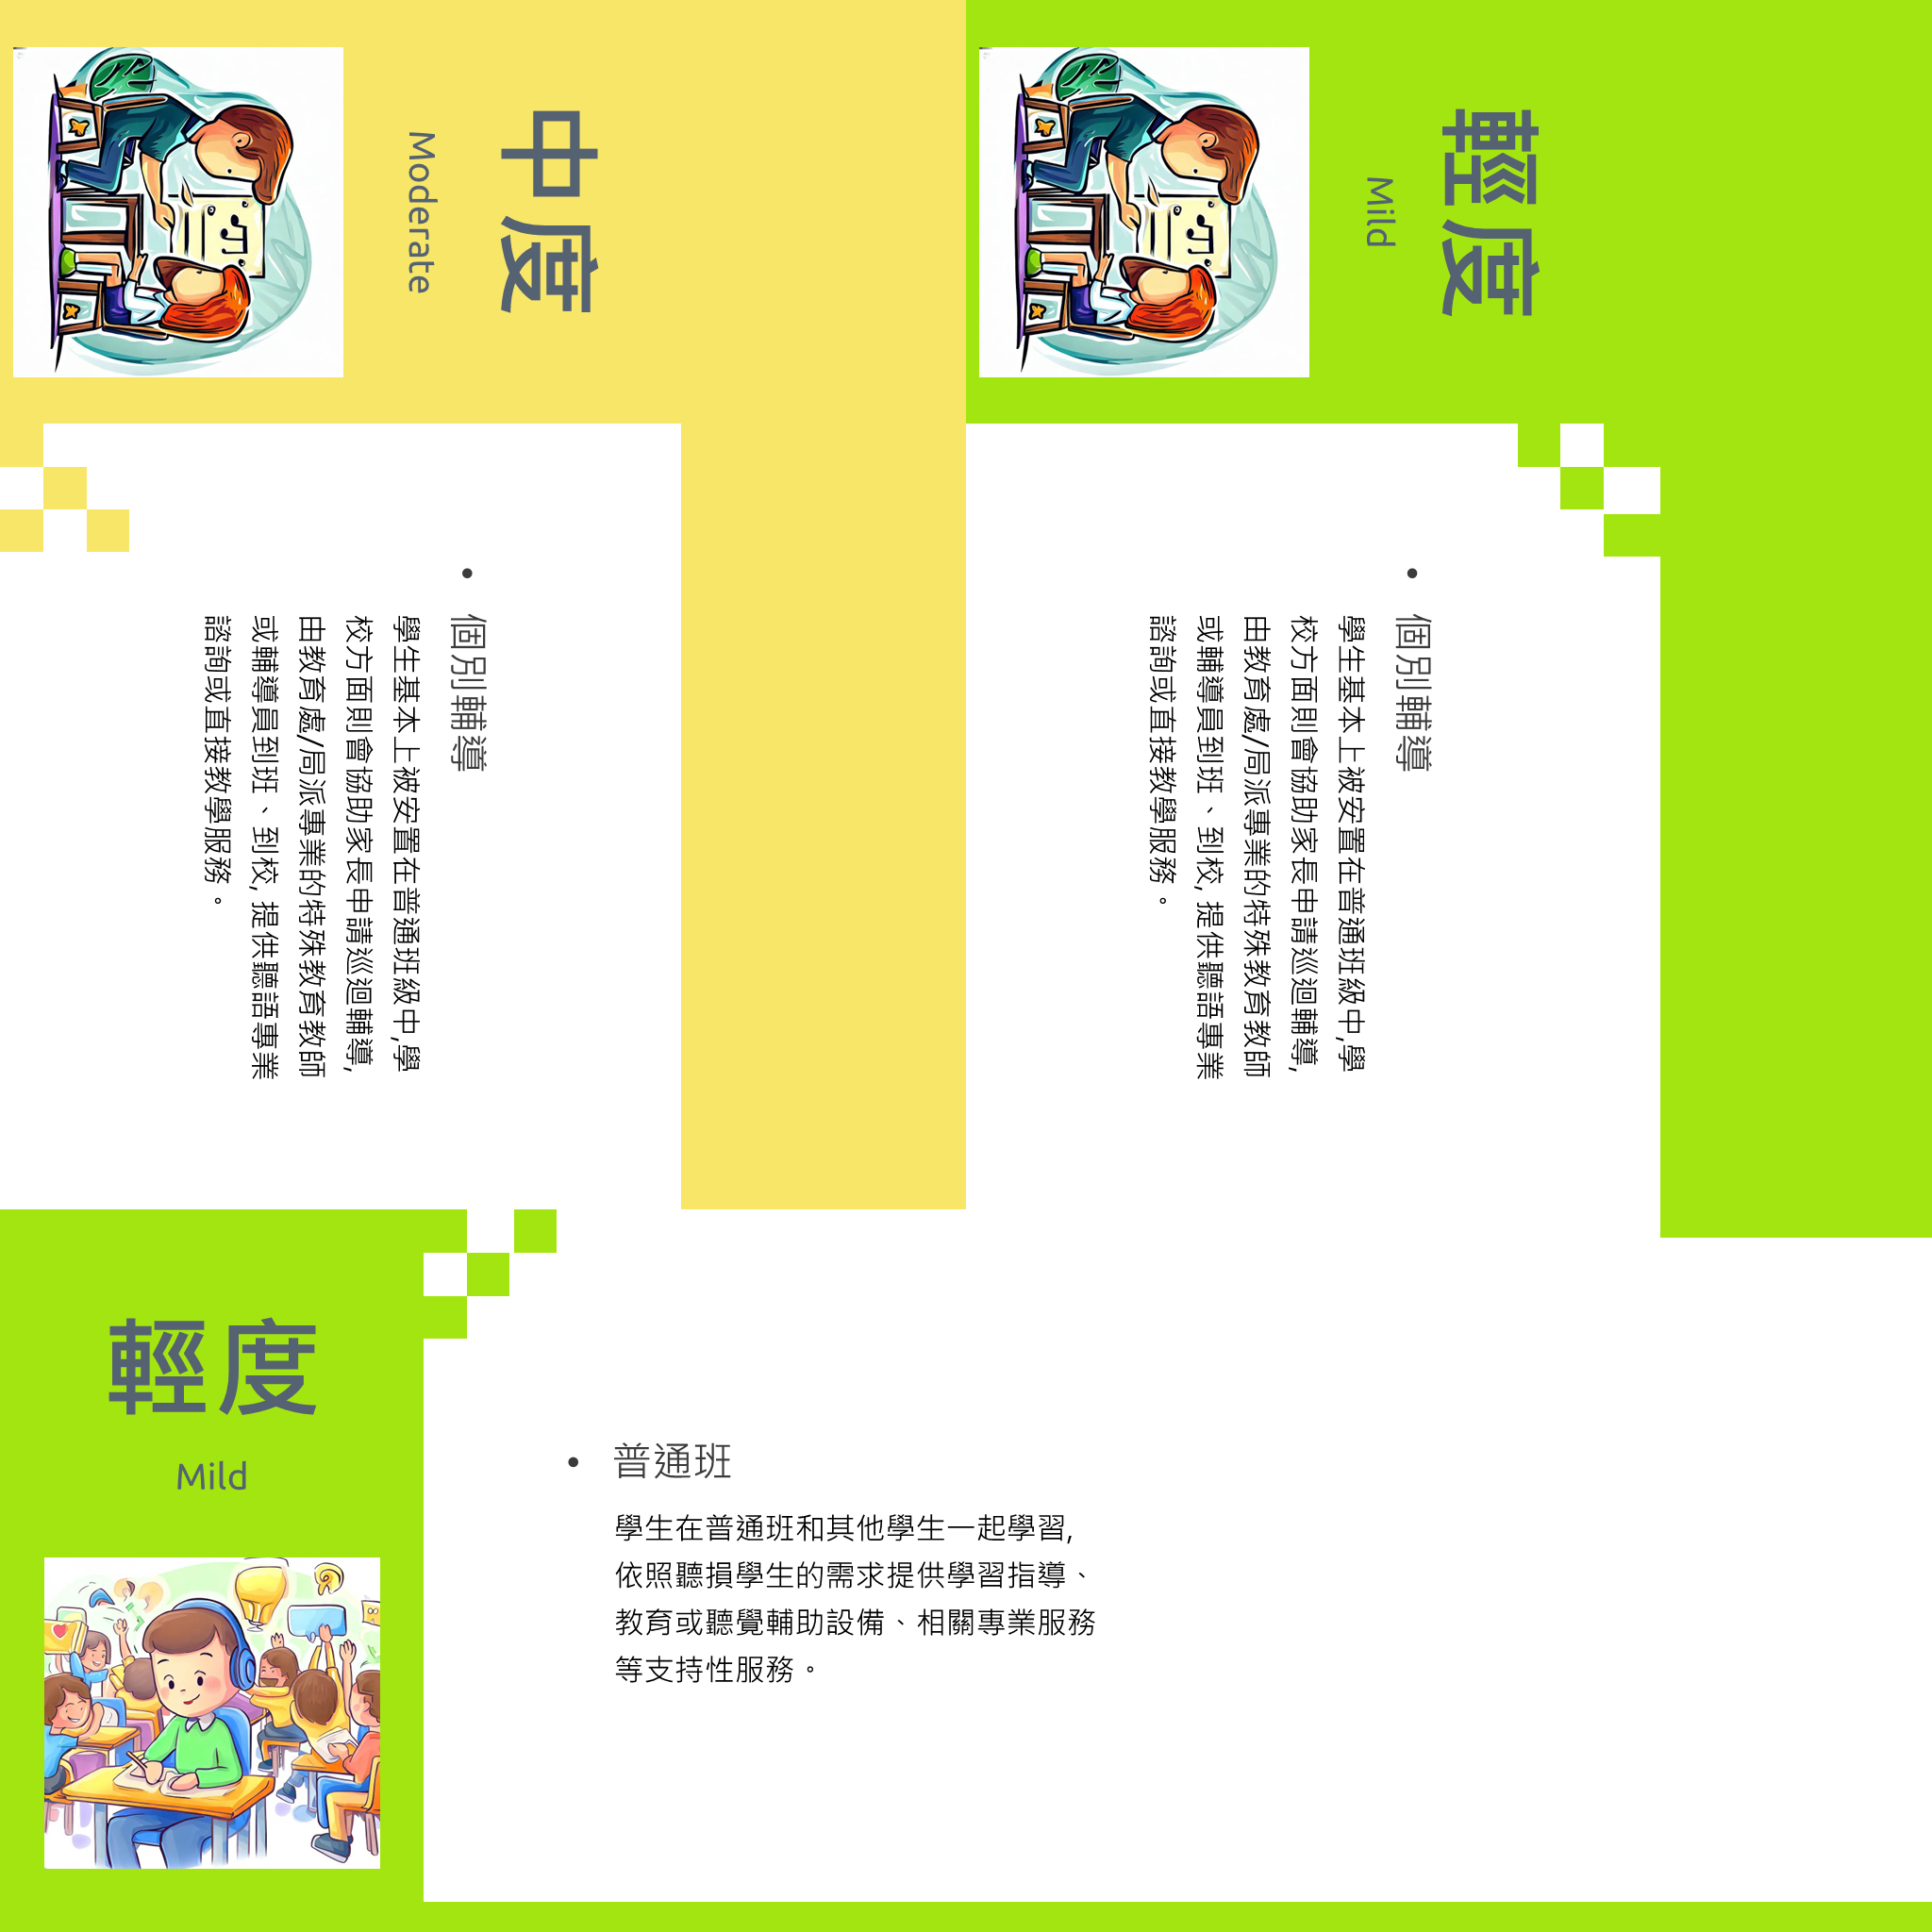 中度
Moderate
• 個別輔導
學生基本上被安置在普通班級中,學
校方面則會協助家長申請巡迴輔導,
由教育處/局派專業的特殊教育教師
或輔導員到班、到校, 提供聽語專業
諮詢或直接教學服務。
輕度
Mild
• 個別輔導
學生基本上被安置在普通班級中,學
校方面則會協助家長申請巡迴輔導,
由教育處/局派專業的特殊教育教師
或輔導員到班、到校, 提供聽語專業
諮詢或直接教學服務。
輕度
Mild
• 普通班
學生在普通班和其他學生一起學習,
依照聽損學生的需求提供學習指導、
教育或聽覺輔助設備、相關專業服務
等支持性服務。